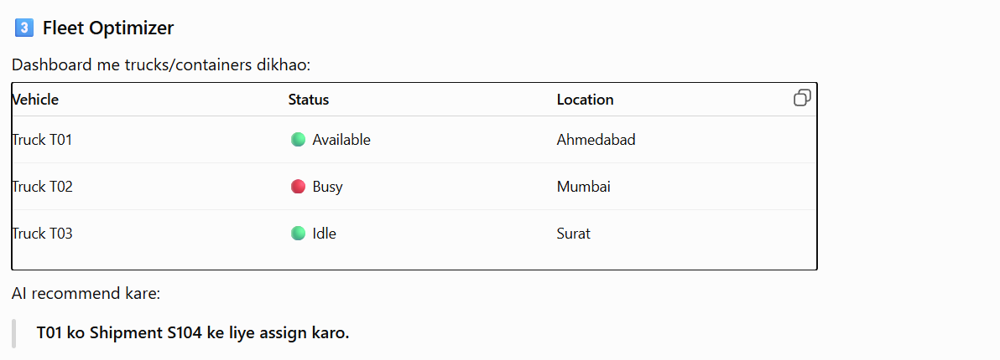 3 Fleet Optimizer
Dashboard me trucks/containers dikhao:
Vehicle Status Location
Truck T01 Available Ahmedabad
Truck T02 Busy Mumbai
Truck T03 Idle Surat
AI recommend kare:
T01 ko Shipment S104 ke liye assign karo.